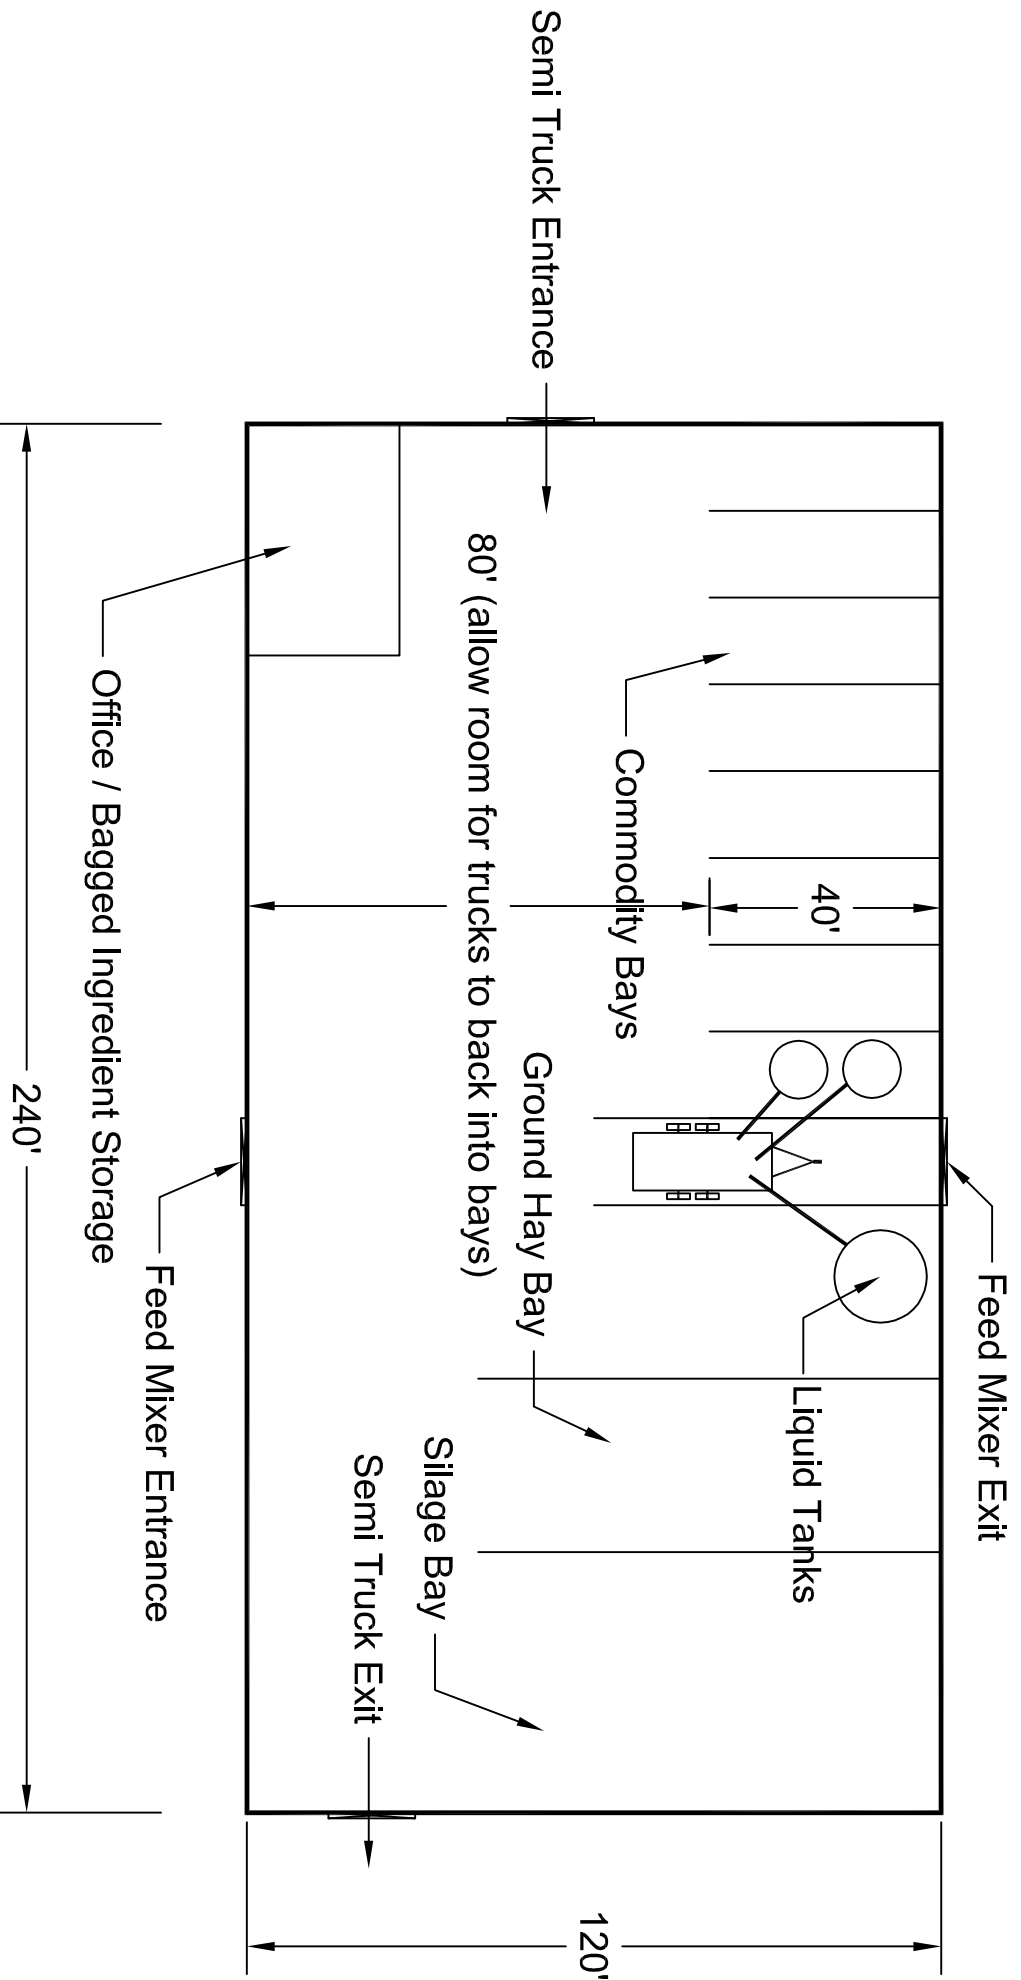 Feed Mixer Exit
40'
Liquid Tanks
Commodity Bays
Semi Truck Entrance
Ground Hay Bay
120'
80' (allow room for trucks to back into bays)
Silage Bay
Semi Truck Exit
Feed Mixer Entrance
Office / Bagged Ingredient Storage
240'